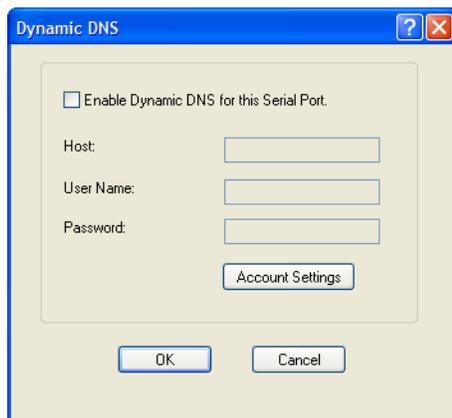 Dynamic DNS
Enable Dynamic DNS for this Serial Port.
Host:
User Name:
Password:
Account Settings
OK
Cancel